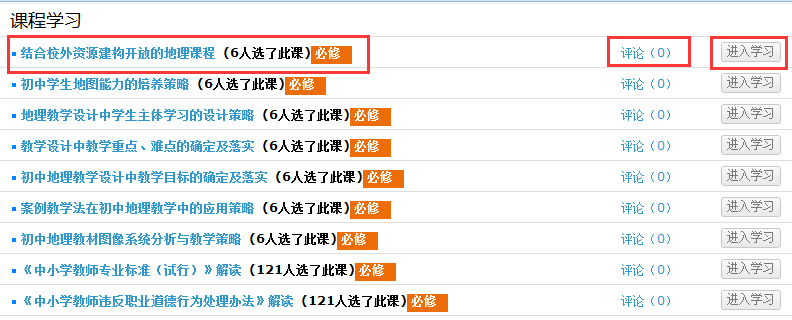 课程学习
结合校外资源建构开放的地理课程（6人选了此课）必修 评论（0） 进入学习
初中学生地图能力的培养策略（6人选了此课）必修 评论（0） 进入学习
地理教学设计中学生主体学习的设计策略（6人选了此课）必修 评论（0） 进入学习
教学设计中教学重点、难点的确定及落实（6人选了此课）必修 评论（0） 进入学习
初中地理教学设计中教学目标的确定及落实（6人选了此课）必修 评论（0） 进入学习
案例教学法在初中地理教学中的应用策略（6人选了此课）必修 评论（0） 进入学习
初中地理教材图像系统分析与教学策略（6人选了此课）必修 评论（0） 进入学习
《中小学教师专业标准（试行）》解读（121人选了此课）必修 评论（0） 进入学习
《中小学教师违反职业道德行为处理办法》解读（121人选了此课）必修 评论（0） 进入学习